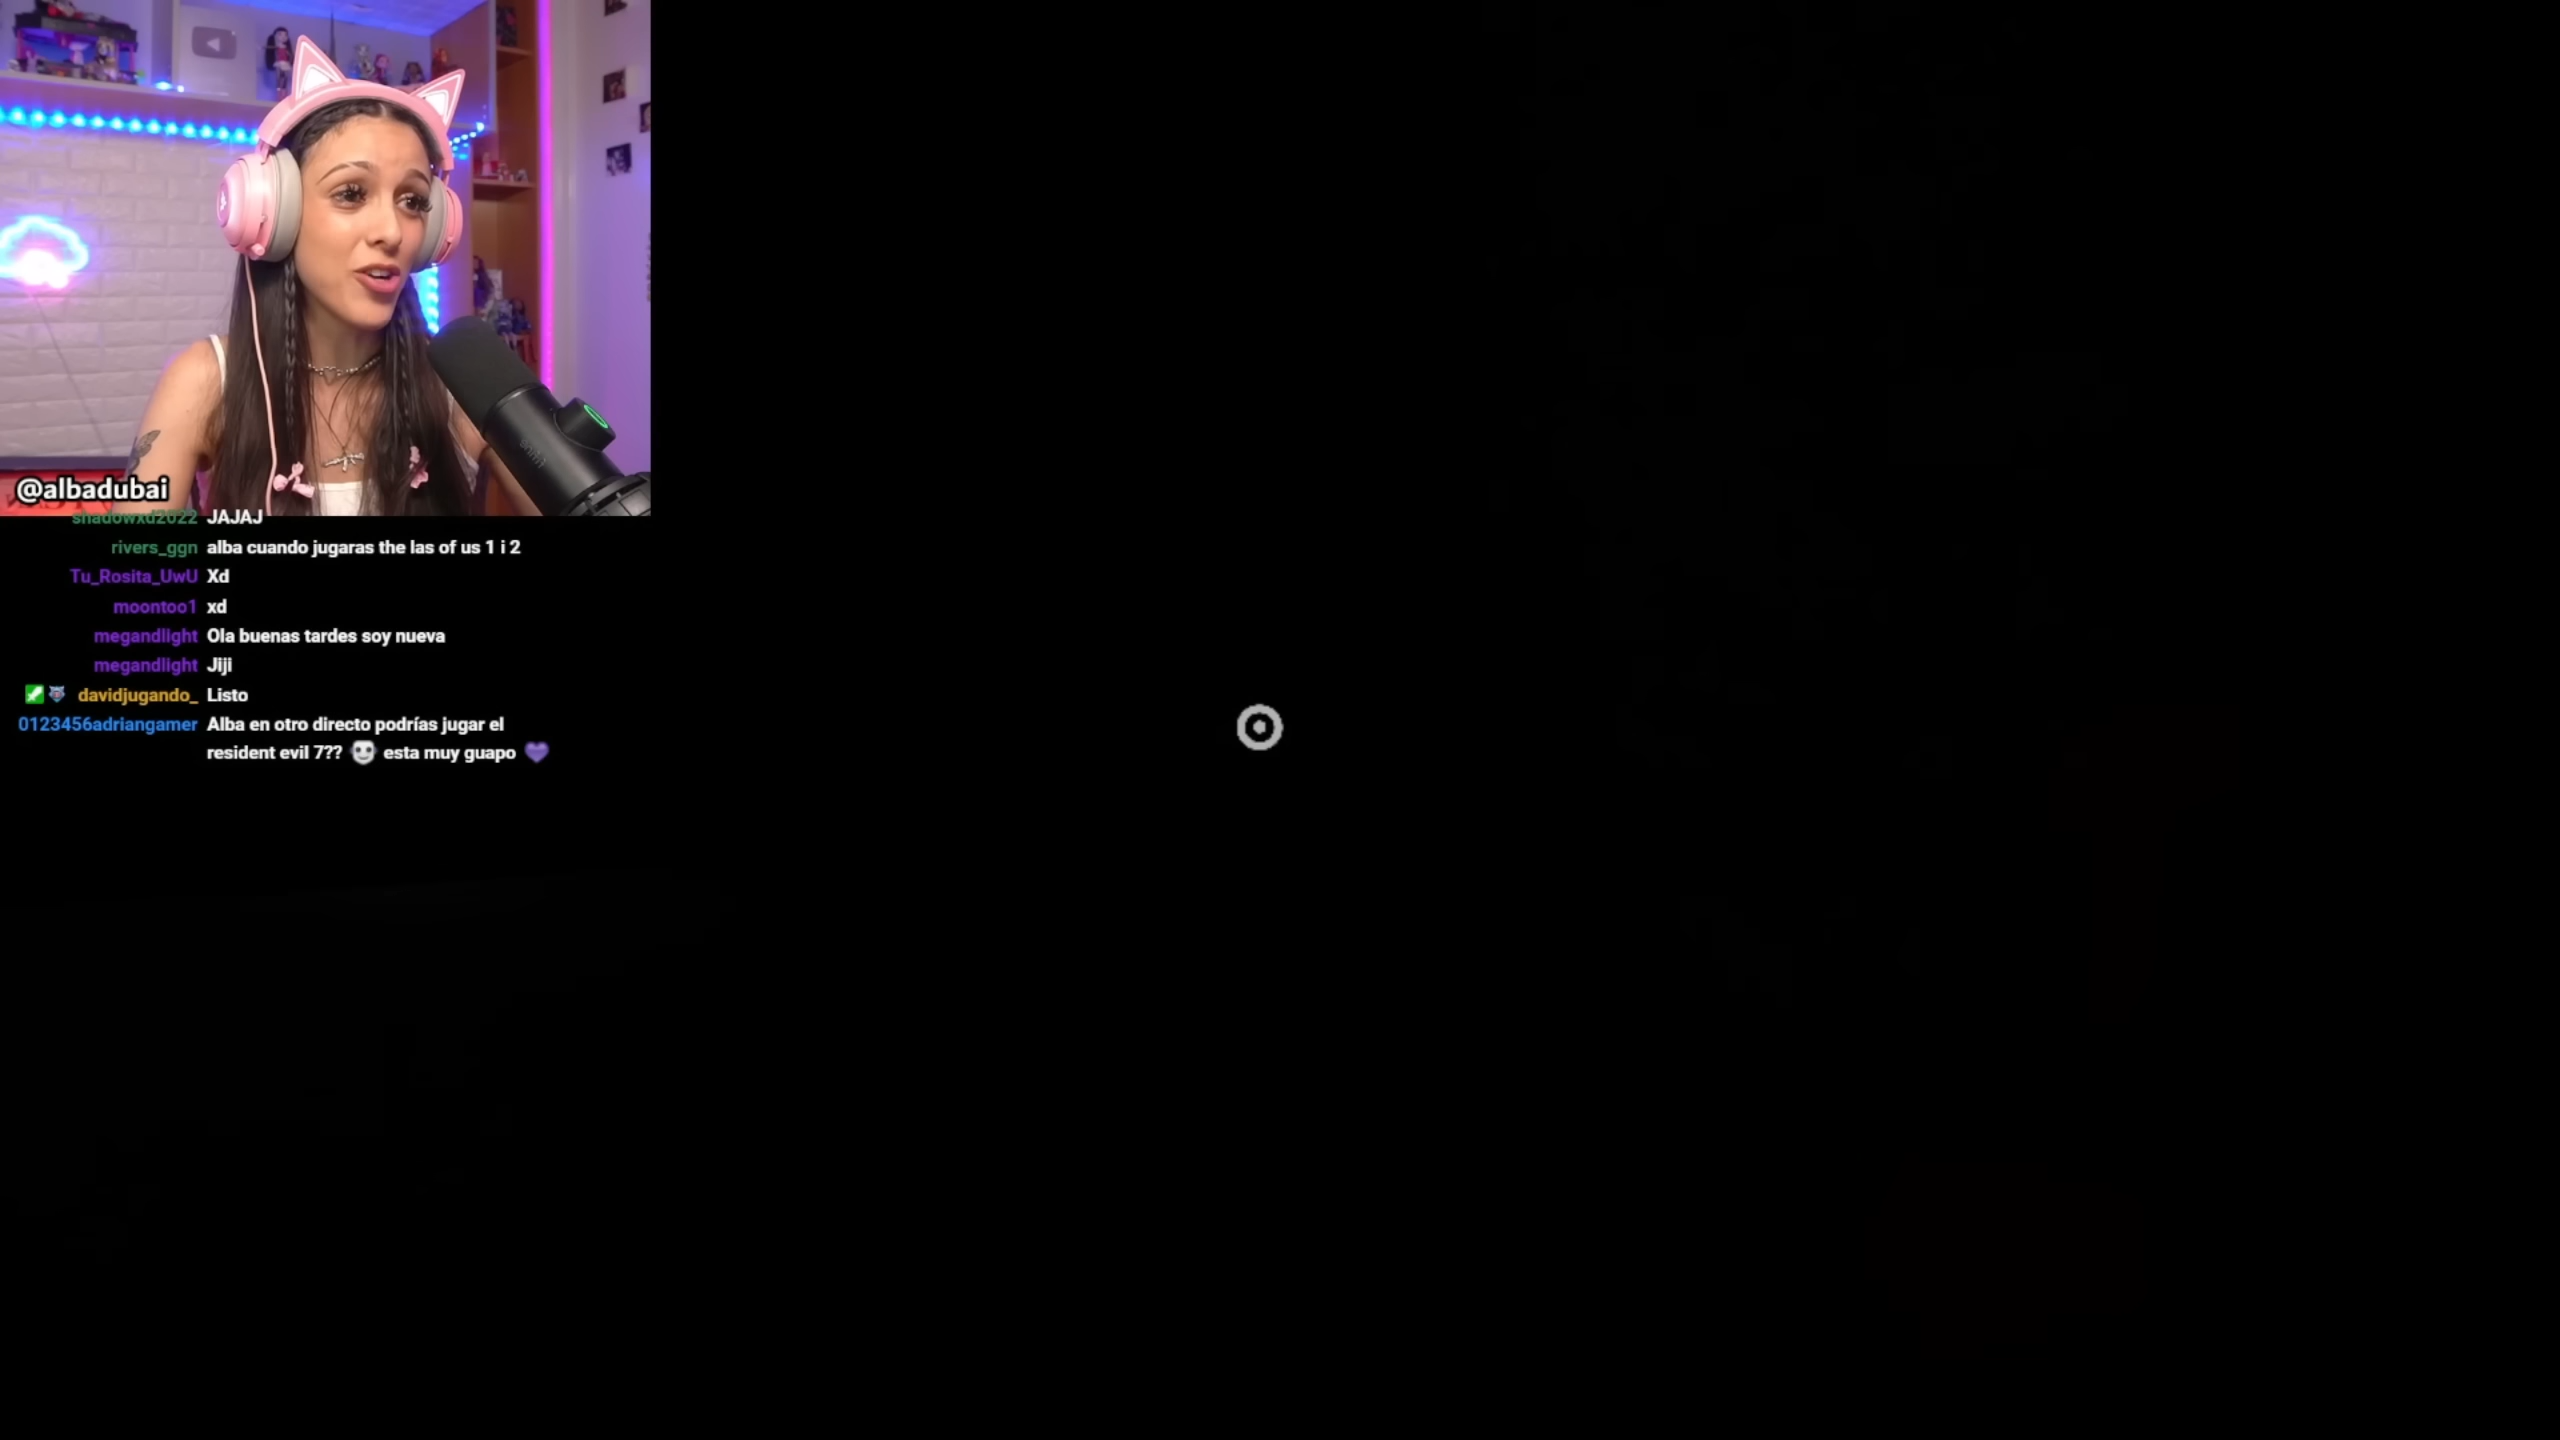 @albadubai
shadowxd2022 JAJAJ
rivers_ggn alba cuando jugaras the las of us 1 i 2
Tu_Rosita_UwU Xd
moontoo1 xd
megandlight Ola buenas tardes soy nueva
megandlight Jiji
davidjugando_ Listo
0123456adriangamer Alba en otro directo podrías jugar el
resident evil 7?? esta muy guapo